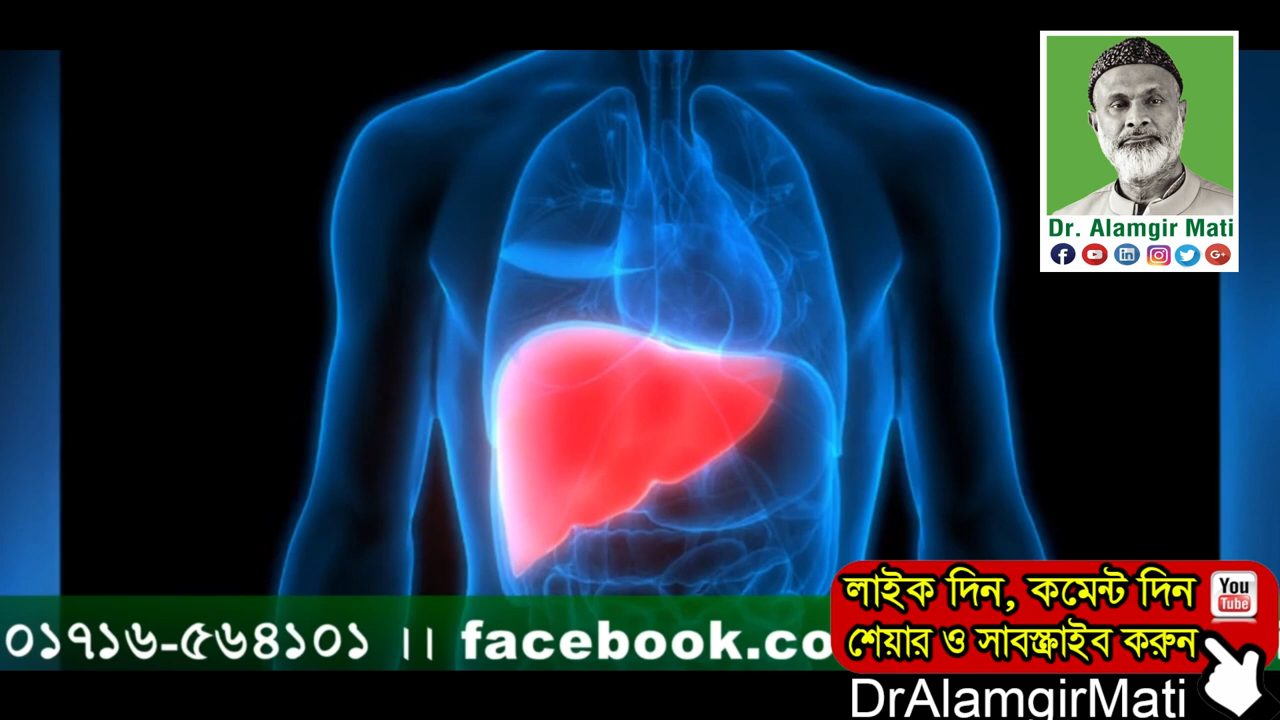 Dr. Alamgir Mati
লাইক দিন, কমেন্ট দিন
You
Tube
শেয়ার ও সাবস্ক্রাইব করুন
০১৭১৬-৫৬৪১০১ ।। facebook.co
DrAlamgirMati